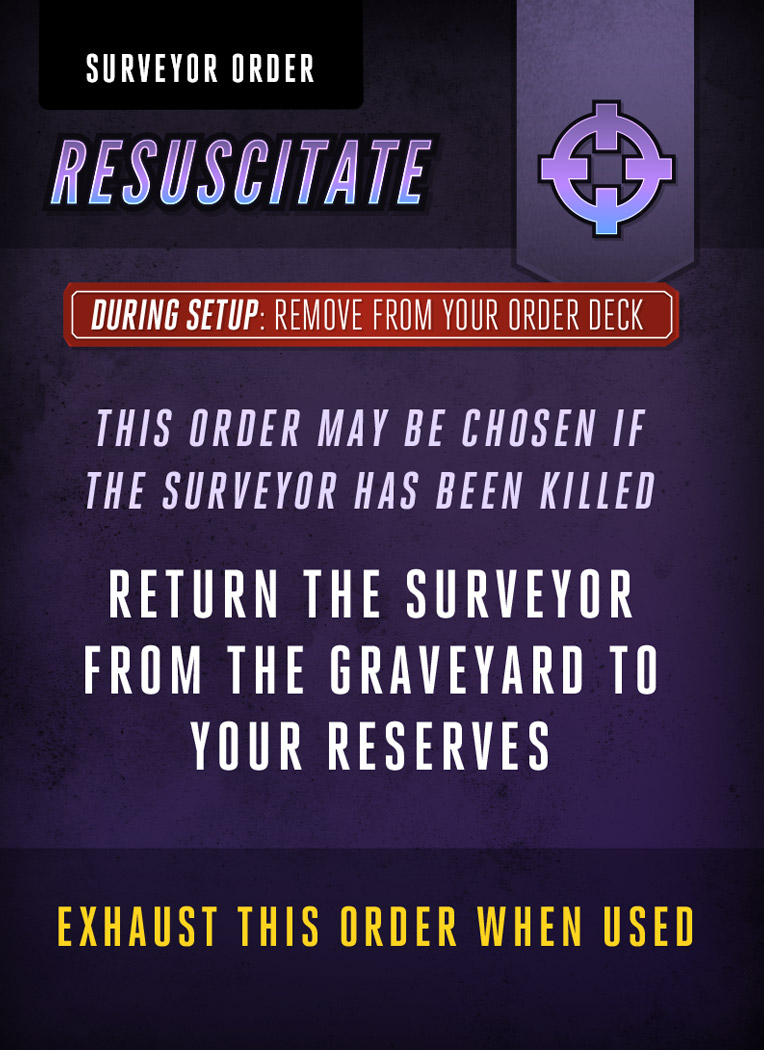 SURVEYOR ORDER
RESUSCITATE
DURING SETUP: REMOVE FROM YOUR ORDER DECK
THIS ORDER MAY BE CHOSEN IF
THE SURVEYOR HAS BEEN KILLED
RETURN THE SURVEYOR
FROM THE GRAVEYARD TO
YOUR RESERVES
EXHAUST THIS ORDER WHEN USED